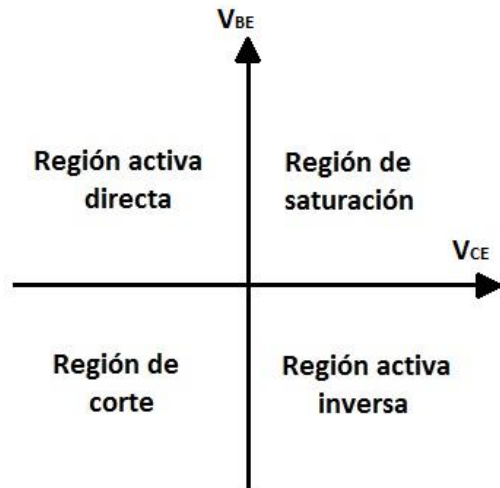 VBE
Región activa
directa
Región de
saturación
VCE
Región de
corte
Región activa
inversa